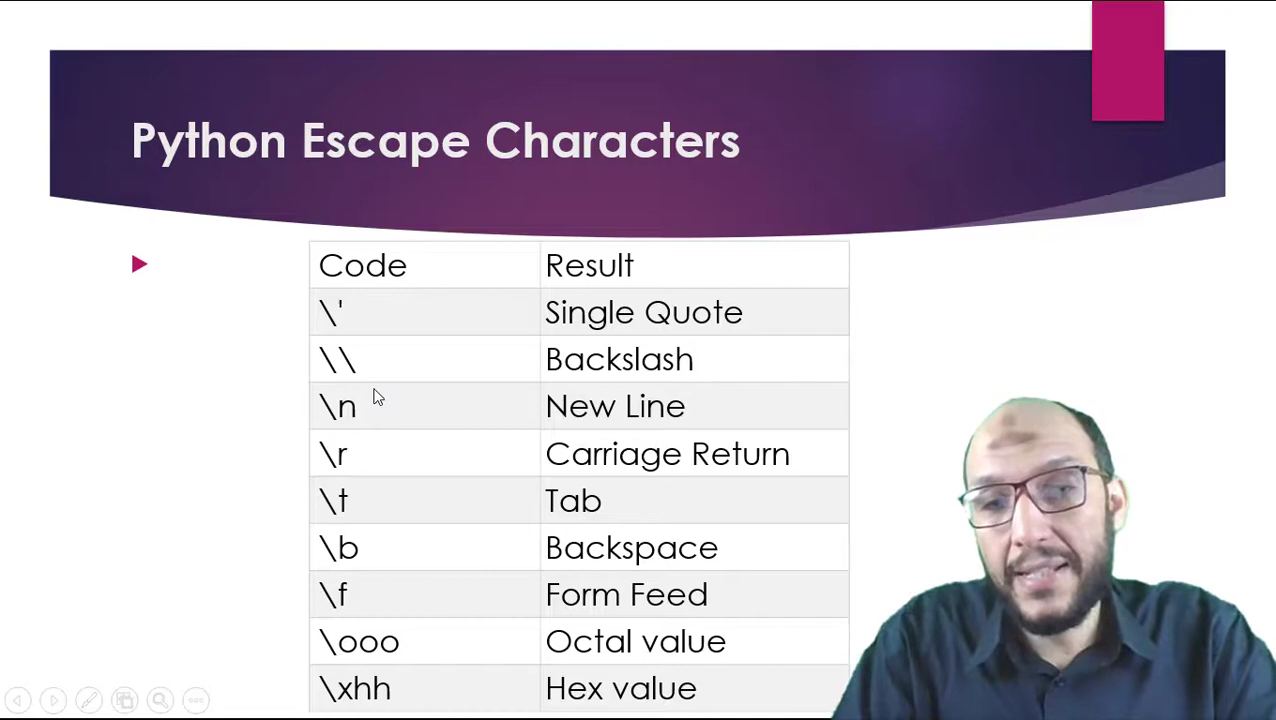 Python Escape Characters
Code Result
\' Single Quote
\\ Backslash
\n New Line
\r Carriage Return
\t Tab
\b Backspace
\f Form Feed
\ooo Octal value
\xhh Hex value